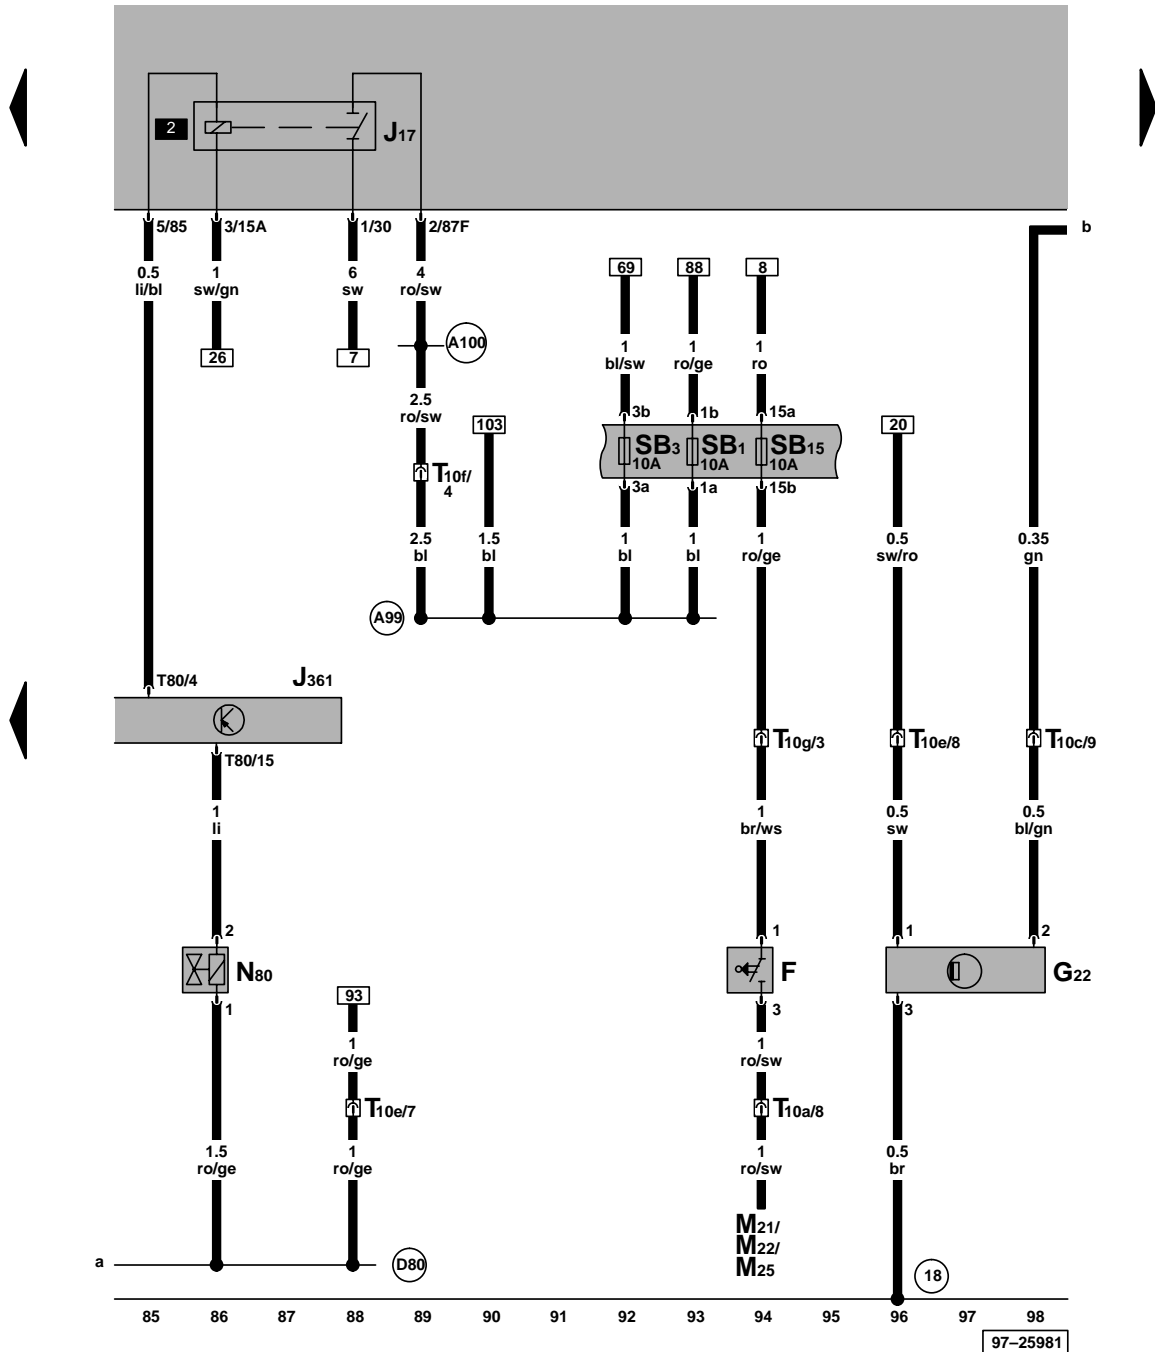 2
J17
5/85 3/15A 1/30 2/87F
b
0.5 1 6 4
li/bl sw/gn sw ro/sw
69 88 8
A100
26 7
1 1 1
bl/sw ro/ge ro
2.5
ro/sw
103
3b 1b 15a
20
SB3 SB1 SB15
10A 10A 10A
T10f/
4
3a 1a 15b
2.5 1.5 1 1 1 0.5 0.35
bl bl bl bl ro/ge sw/ro gn
A99
T80/4 J361
T10g/3 T10e/8 T10c/9
T80/15
1 1 0.5 0.5
li br/ws sw bl/gn
2 1 1 2
N80 F G22
93
1 3 3
1 1
ro/ge ro/sw
T10e/7 T10a/8
1.5 1 1 0.5
ro/ge ro/ge ro/sw br
M21/
M22/
M25
a D80
18
85 86 87 88 89 90 91 92 93 94 95 96 97 98
97–25981